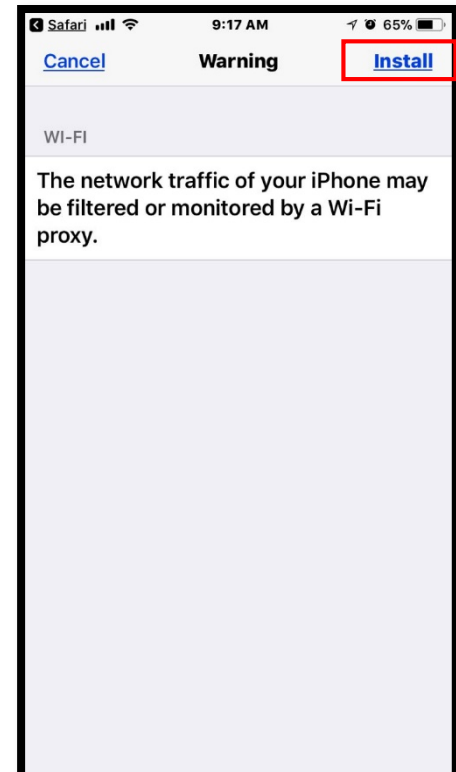 Safari 9:17 AM 65%
Cancel Warning Install
WI-FI
The network traffic of your iPhone may
be filtered or monitored by a Wi-Fi
proxy.